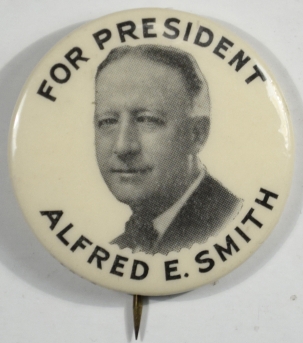 FOR PRESIDENT
ALFRED E. SMITH